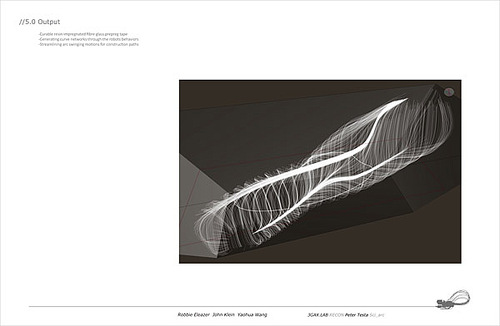 //5.0 Output
-Curable resin impregnated fibre glass prepreg tape
-Generating curve networks through the robots behaviors
-Streamlining arc swinging motions for construction paths
Robbie Eleazer John Klein Yaohua Wang
3GAX.LAB RECON Peter Testa Sci_arc